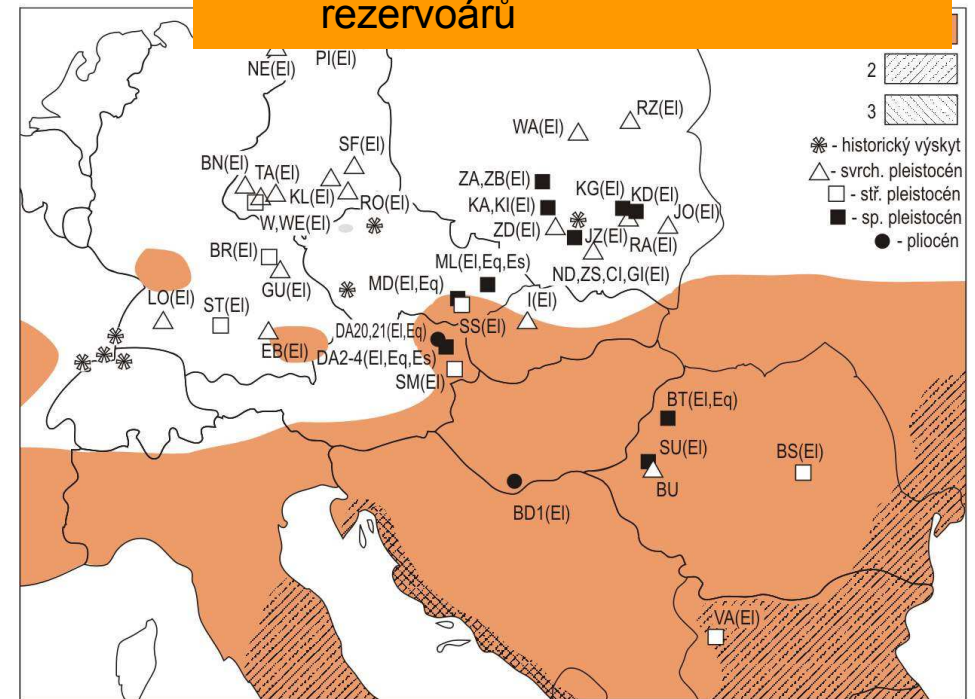 rezervoárů
NE(El)
PI(El)
2
3
- historický výskyt
- svrch. pleistocén
- stř. pleistocén
- sp. pleistocén
- pliocén
WA(El)
RZ(El)
SF(El)
BN(El)
TA(El)
KL(El)
RO(El)
W,WE(El)
ZA,ZB(El)
KA,KI(El)
ZD(El)
KG(El)
KD(El)
JO(El)
JZ(El)
RA(El)
ND,ZS,CI,GI(El)
BR(El)
GU(El)
ML(El,Eq,Es)
MD(El,Eq)
I(El)
LO(El)
ST(El)
EB(El)
SS(El)
DA20,21(El,Eq)
DA2-4(El,Eq,Es)
SM(El)
BT(El,Eq)
SU(El)
BU
BS(El)
BD1(El)
VA(El)